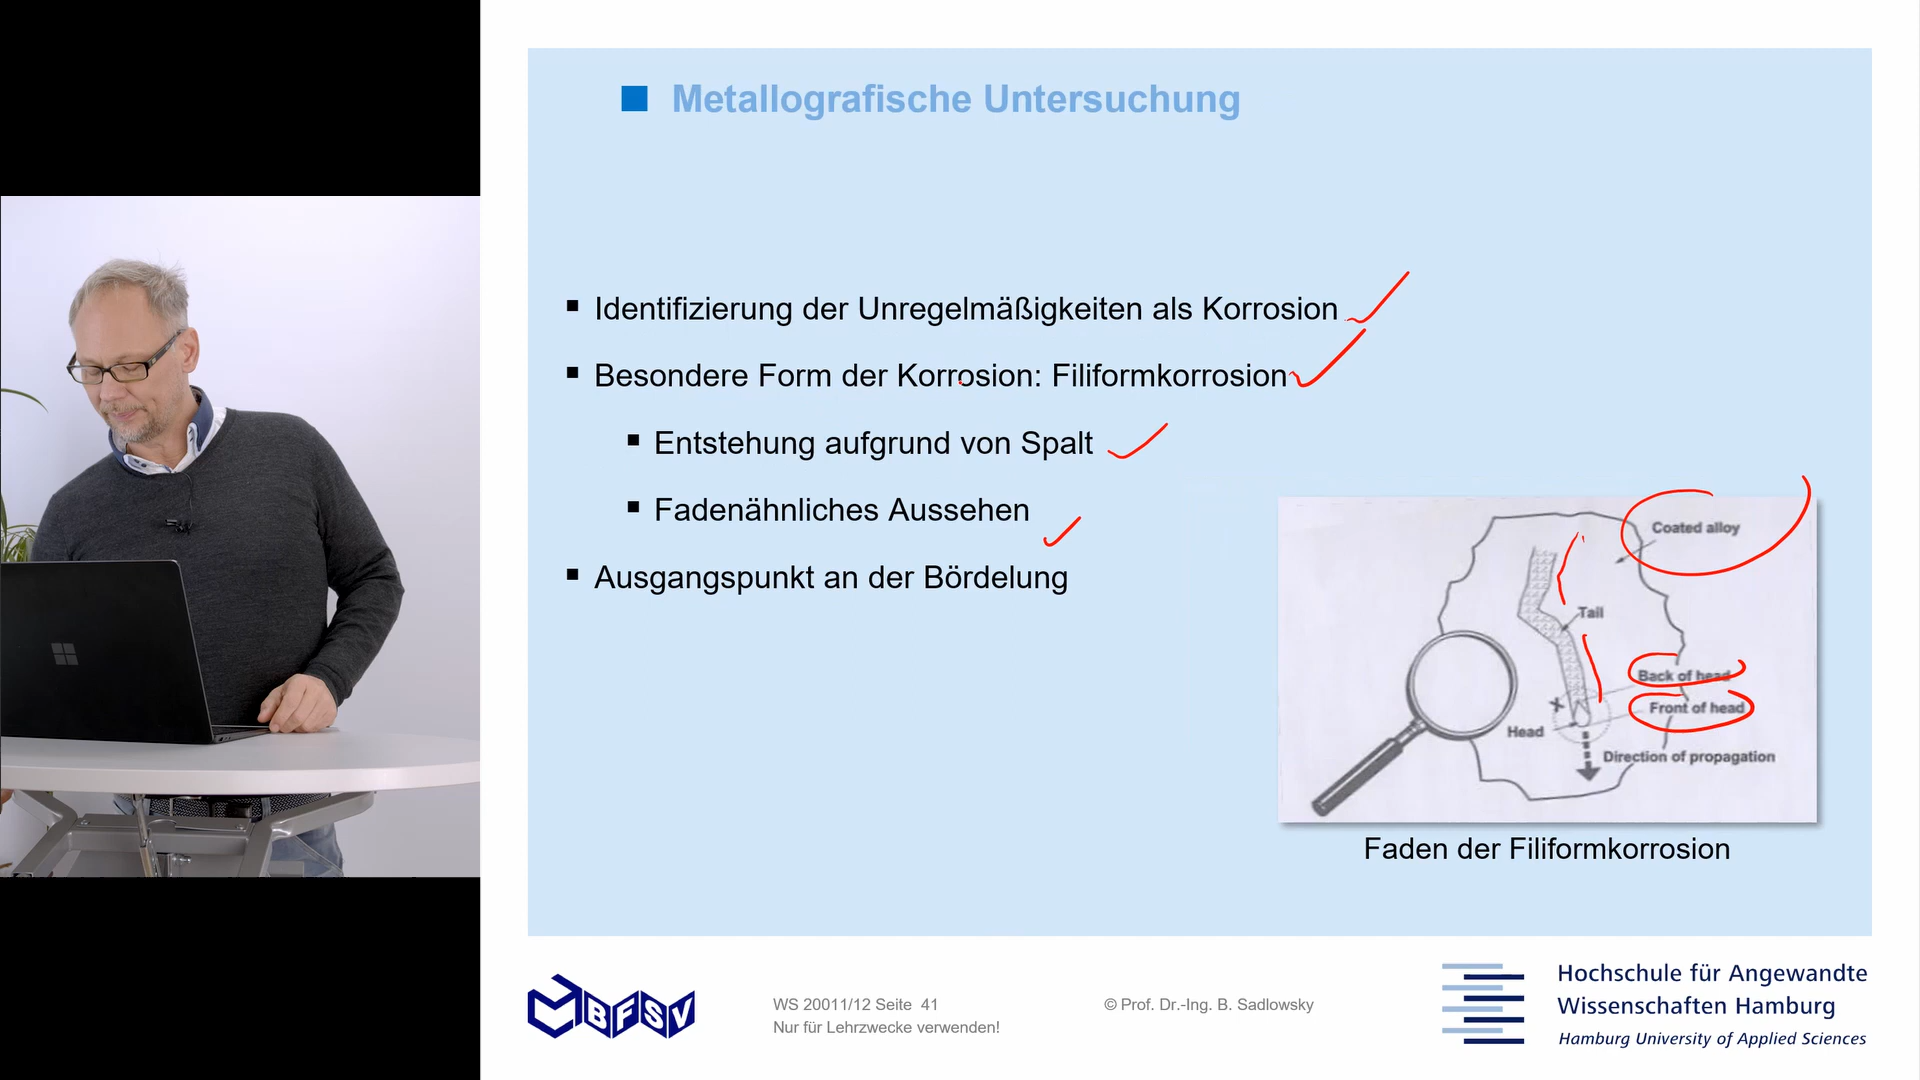 Metallografische Untersuchung
Identifizierung der Unregelmäßigkeiten als Korrosion
Besondere Form der Korrosion: Filiformkorrosion
Entstehung aufgrund von Spalt
Fadenähnliches Aussehen
Ausgangspunkt an der Bördelung
Coated alloy
Tail
Back of head
Front of head
Head
Direction of propagation
Faden der Filiformkorrosion
BFSV
WS 20011/12 Seite 41
Nur für Lehrzwecke verwenden!
© Prof. Dr.-Ing. B. Sadlowsky
Hochschule für Angewandte
Wissenschaften Hamburg
Hamburg University of Applied Sciences